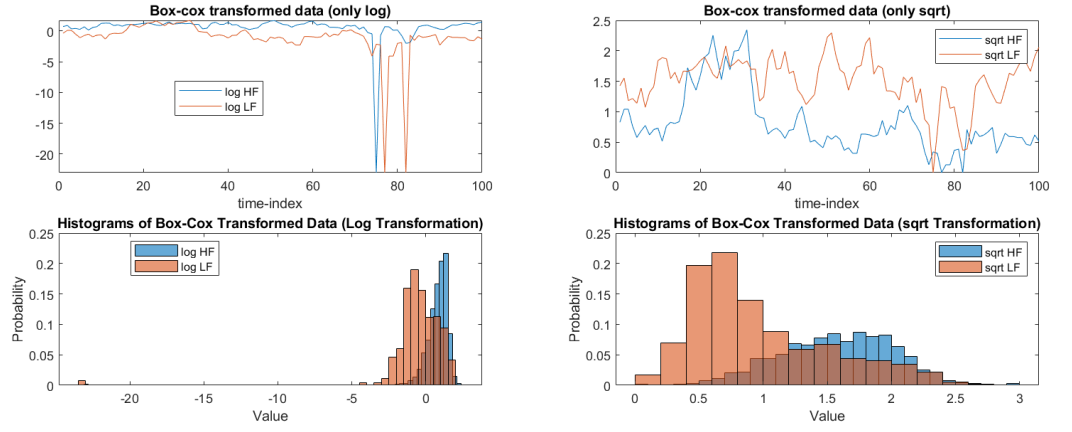 Box-cox transformed data (only log)
0
-5
-10
-15
-20
log HF
log LF
0 20 40 60 80 100
time-index
Box-cox transformed data (only sqrt)
2.5
2
1.5
1
0.5
0
sqrt HF
sqrt LF
0 20 40 60 80 100
time-index
Histograms of Box-Cox Transformed Data (Log Transformation)
0.25
0.2
0.15
0.1
0.05
0
Probability
log HF
log LF
-20 -15 -10 -5 0
Value
Histograms of Box-Cox Transformed Data (sqrt Transformation)
0.25
0.2
0.15
0.1
0.05
0
Probability
sqrt HF
sqrt LF
0 0.5 1 1.5 2 2.5 3
Value